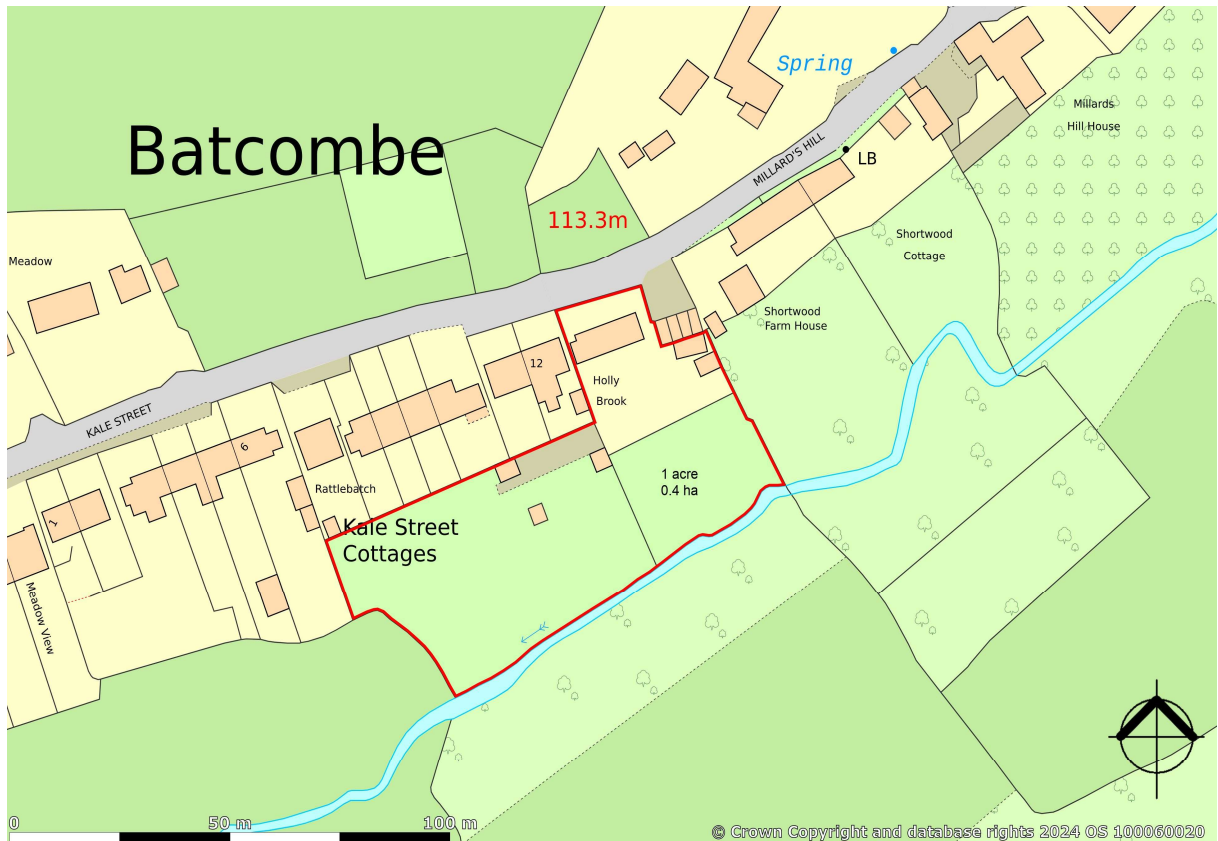 Spring
Millards
Hill House
Batcombe
MILLARD'S HILL
LB
113.3m
Shortwood
Cottage
Meadow
Shortwood
Farm House
12
Holly
Brook
KALE STREET
6
1 acre
0.4 ha
Rattlebatch
1
Kale Street
Cottages
Meadow View
0
50 m
100 m
© Crown Copyright and database rights 2024 OS 100060020